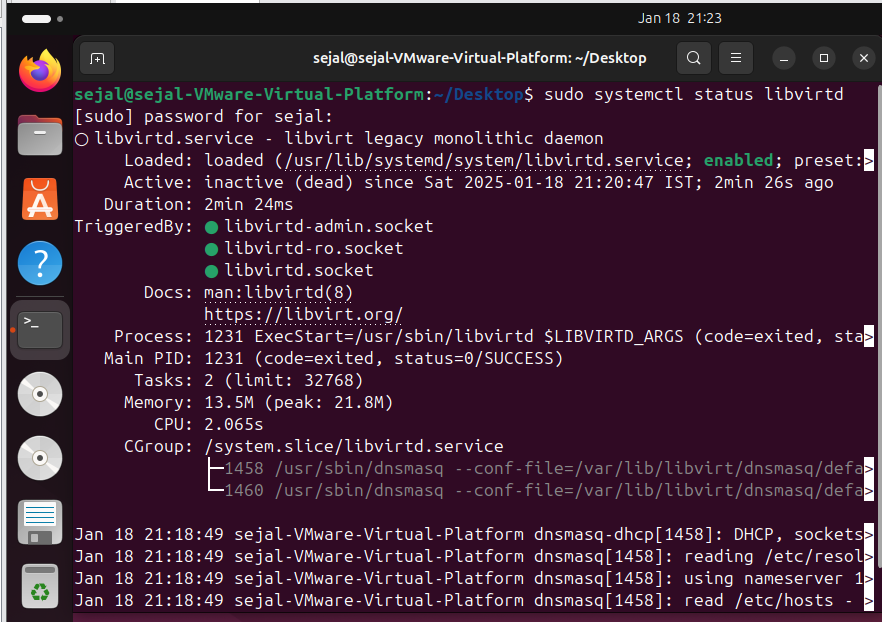 Jan 18 21:23
sejal@sejal-VMware-Virtual-Platform: ~/Desktop
sejal@sejal-VMware-Virtual-Platform:~/Desktop$ sudo systemctl status libvirtd
[sudo] password for sejal:
○ libvirtd.service - libvirt legacy monolithic daemon
Loaded: loaded (/usr/lib/systemd/system/libvirtd.service; enabled; preset:>
Active: inactive (dead) since Sat 2025-01-18 21:20:47 IST; 2min 26s ago
Duration: 2min 24ms
TriggeredBy: ● libvirtd-admin.socket
● libvirtd-ro.socket
● libvirtd.socket
Docs: man:libvirtd(8)
https://libvirt.org/
Process: 1231 ExecStart=/usr/sbin/libvirtd $LIBVIRTD_ARGS (code=exited, sta>
Main PID: 1231 (code=exited, status=0/SUCCESS)
Tasks: 2 (limit: 32768)
Memory: 13.5M (peak: 21.8M)
CPU: 2.065s
CGroup: /system.slice/libvirtd.service
├─1458 /usr/sbin/dnsmasq --conf-file=/var/lib/libvirt/dnsmasq/defa>
└─1460 /usr/sbin/dnsmasq --conf-file=/var/lib/libvirt/dnsmasq/defa>
Jan 18 21:18:49 sejal-VMware-Virtual-Platform dnsmasq-dhcp[1458]: DHCP, sockets>
Jan 18 21:18:49 sejal-VMware-Virtual-Platform dnsmasq[1458]: reading /etc/resol>
Jan 18 21:18:49 sejal-VMware-Virtual-Platform dnsmasq[1458]: using nameserver 1>
Jan 18 21:18:49 sejal-VMware-Virtual-Platform dnsmasq[1458]: read /etc/hosts - >